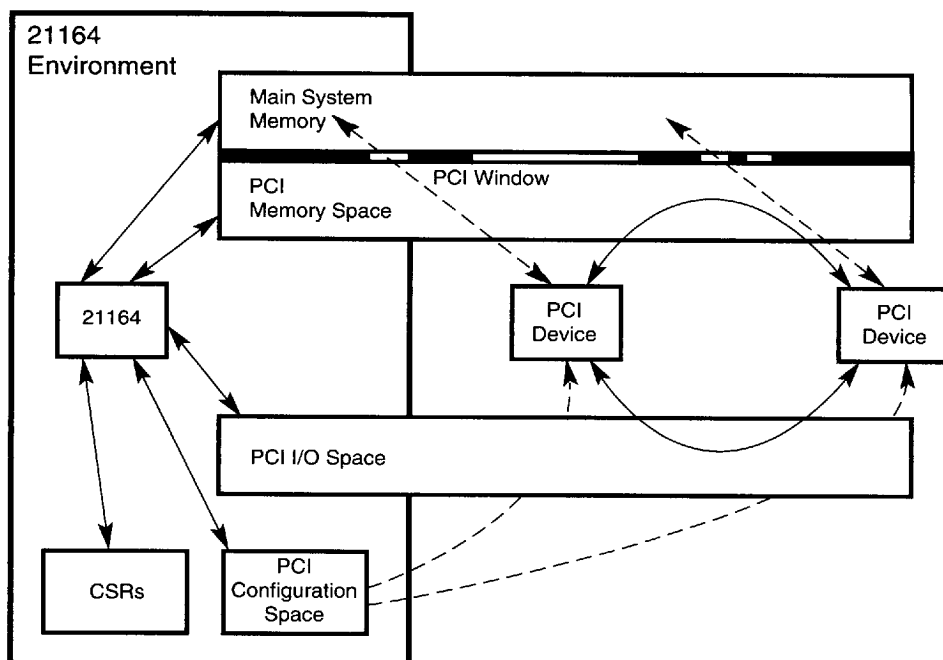 21164
Environment
Main System
Memory
PCI Window
PCI
Memory Space
21164
PCI
Device
PCI
Device
PCI I/O Space
CSRs
PCI
Configuration
Space